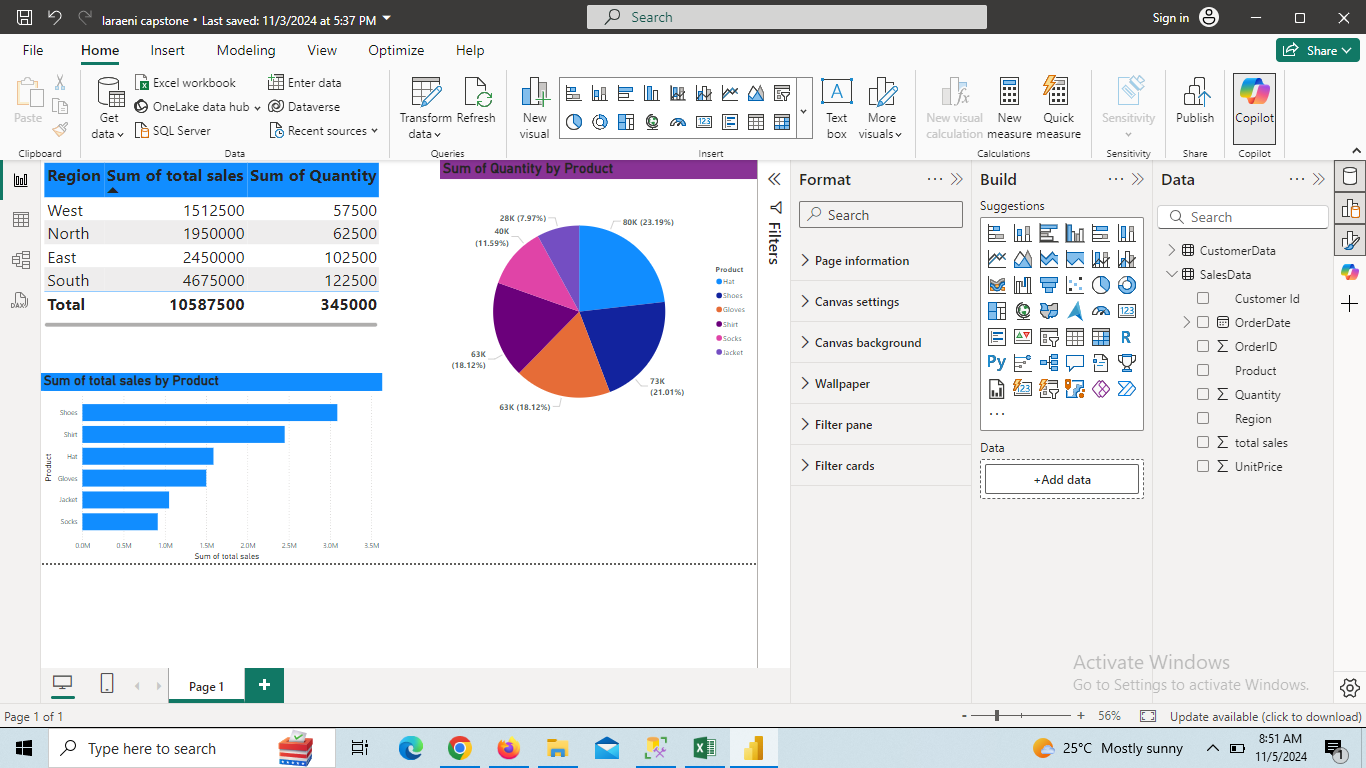 laraeni capstone • Last saved: 11/3/2024 at 5:37 PM
Search
Sign in
File
Home
Insert
Modeling
View
Optimize
Help
Share
Paste
Get data
Excel workbook
OneLake data hub
SQL Server
Enter data
Dataverse
Recent sources
Transform data
Refresh
New visual
Text box
More visuals
New visual calculation
New measure
Quick measure
Sensitivity
Publish
Copilot
Clipboard
Data
Queries
Insert
Calculations
Sensitivity
Share
Copilot
Region Sum of total sales Sum of Quantity
West 1512500 57500
North 1950000 62500
East 2450000 102500
South 4675000 122500
Total 10587500 345000
Sum of Quantity by Product
28K (7.97%)
80K (23.19%)
40K
(11.59%)
63K
(18.12%)
63K (18.12%)
73K
(21.01%)
Product
Hat
Shoes
Gloves
Shirt
Socks
Jacket
Sum of total sales by Product
Product
Shoes
Shirt
Hat
Gloves
Jacket
Socks
0.0M 0.5M 1.0M 1.5M 2.0M 2.5M 3.0M 3.5M
Sum of total sales
Filters
Format
Search
Page information
Canvas settings
Canvas background
Wallpaper
Filter pane
Filter cards
Build
Suggestions
123
R
Py
123
Data
+Add data
Data
Search
CustomerData
SalesData
Customer Id
OrderDate
OrderID
Product
Quantity
Region
total sales
UnitPrice
DAX
Activate Windows
Go to Settings to activate Windows.
Page 1
Page 1 of 1
- + 56%
Update available (click to download)
Type here to search
25°C Mostly sunny
8:51 AM
11/5/2024
1